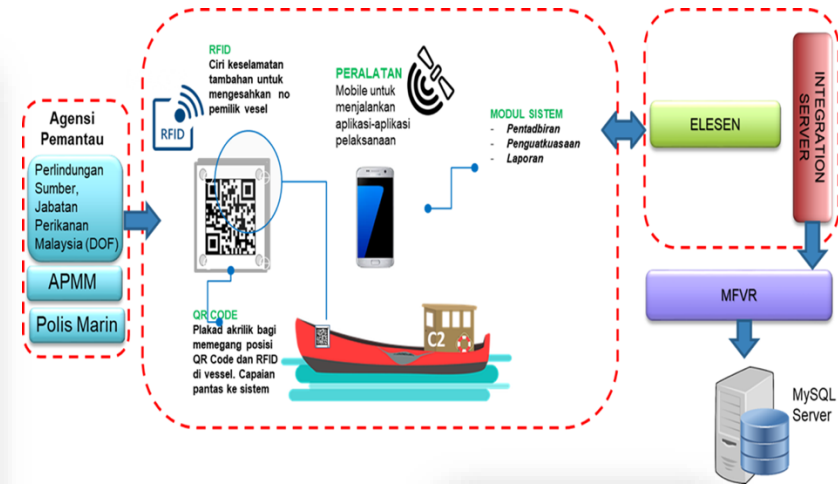 Agensi
Pemantau
Perlindungan
Sumber,
Jabatan
Perikanan
Malaysia (DOF)
APMM
Polis Marin
RFID
Ciri keselamatan
tambahan untuk
mengesahkan no
pemilik vesel
RFID
QR CODE
Plakad akrilik bagi
memegang posisi
QR Code dan RFID
di vessel. Capaian
pantas ke sistem
PERALATAN
Mobile untuk
menjalankan
aplikasi-aplikasi
pelaksanaan
C2
MODUL SISTEM
- Pentadbiran
- Penguatkuasaan
- Laporan
ELESEN
INTEGRATION
SERVER
MFVR
MySQL
Server